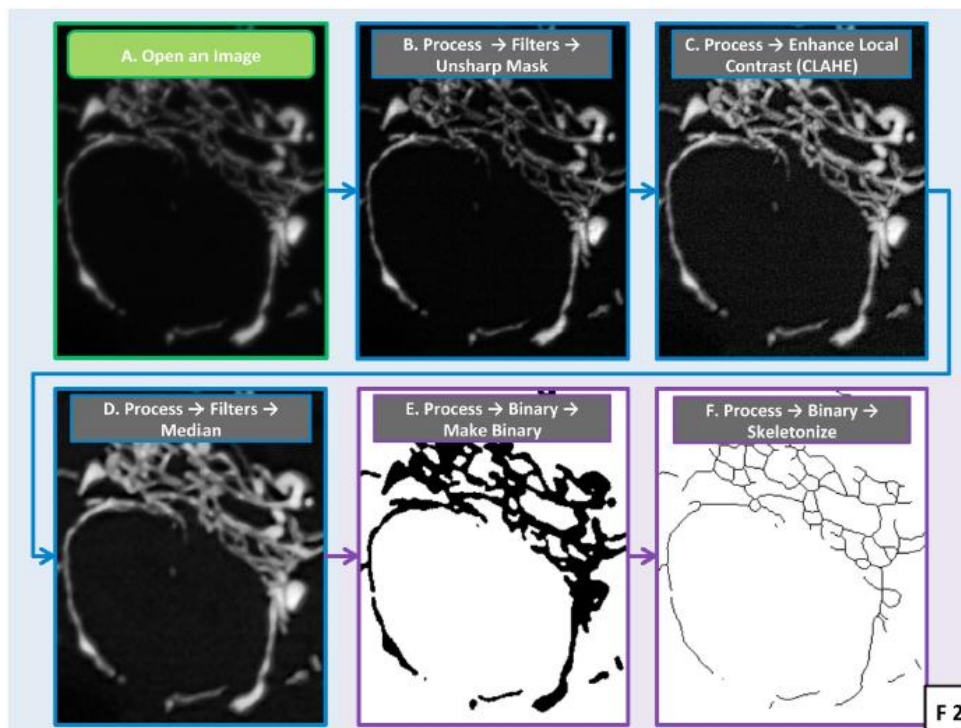 A. Open an Image
B. Process → Filters →
Unsharp Mask
C. Process → Enhance Local
Contrast (CLAHE)
D. Process → Filters →
Median
E. Process → Binary →
Make Binary
F. Process → Binary →
Skeletonize
F 2